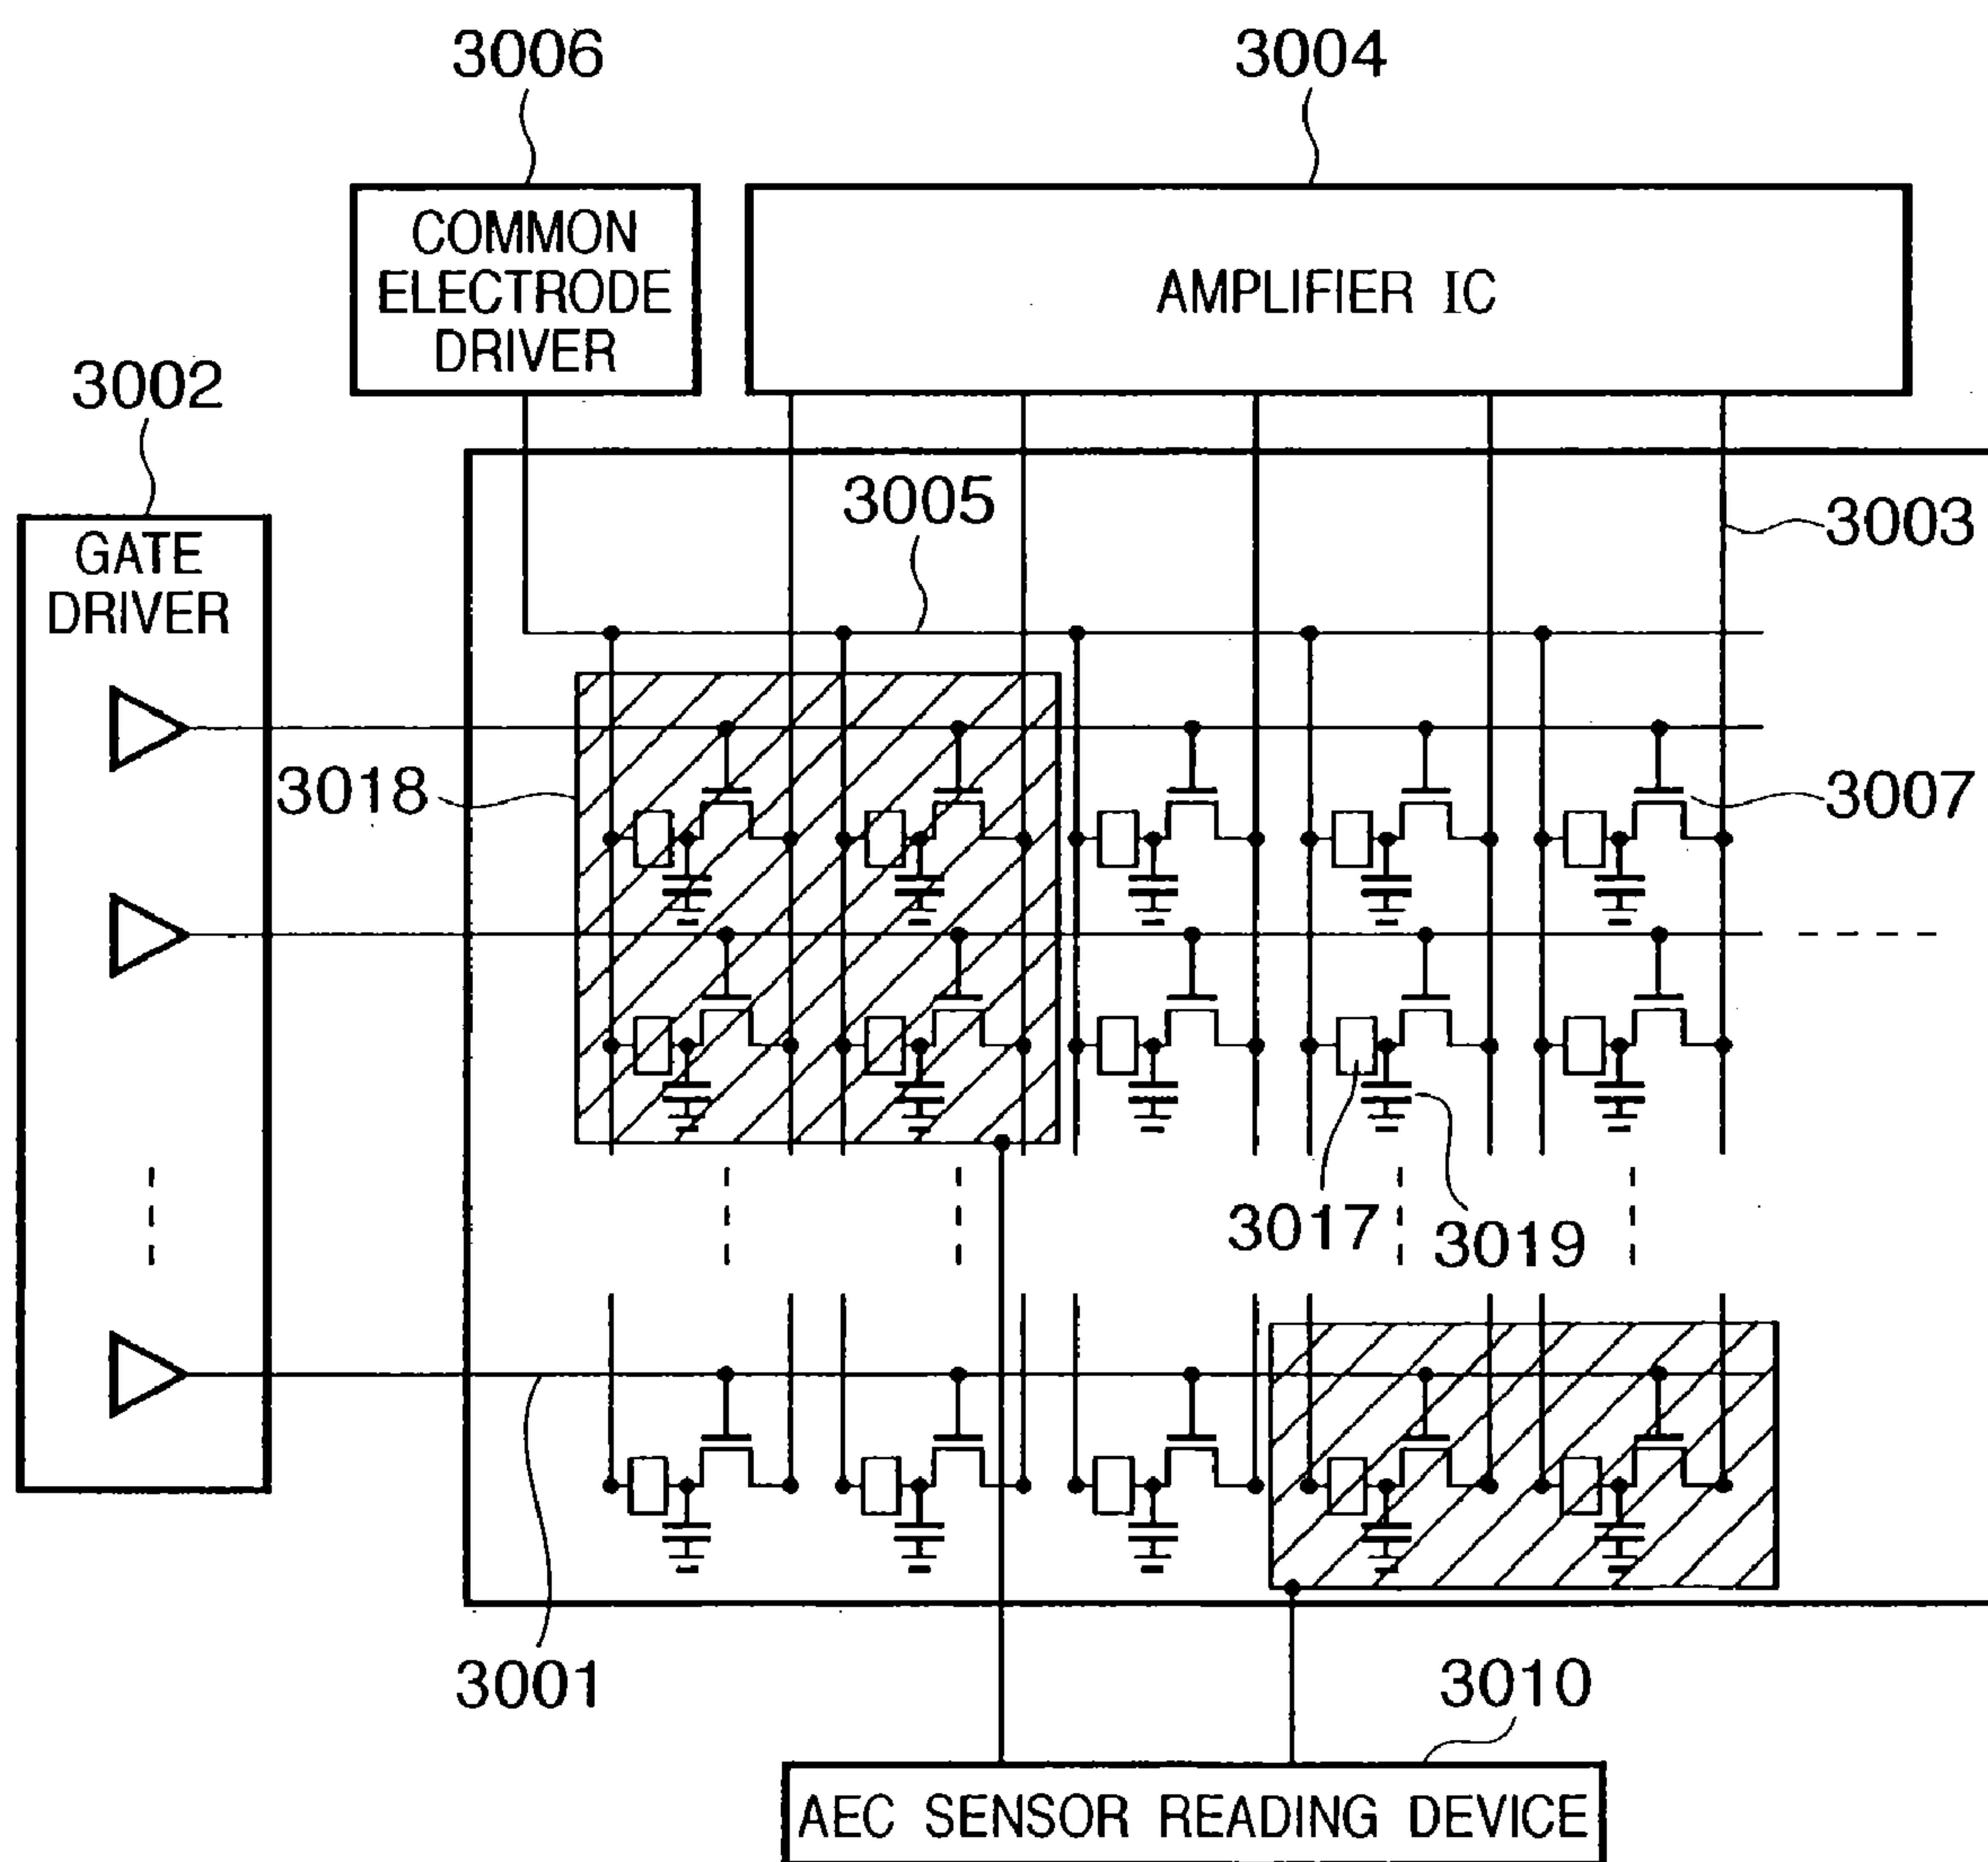 3006
3004
COMMON
ELECTRODE
DRIVER
AMPLIFIER IC
3002
GATE
DRIVER
3005
3003
3018
3007
3017
3019
3001
3010
AEC SENSOR READING DEVICE